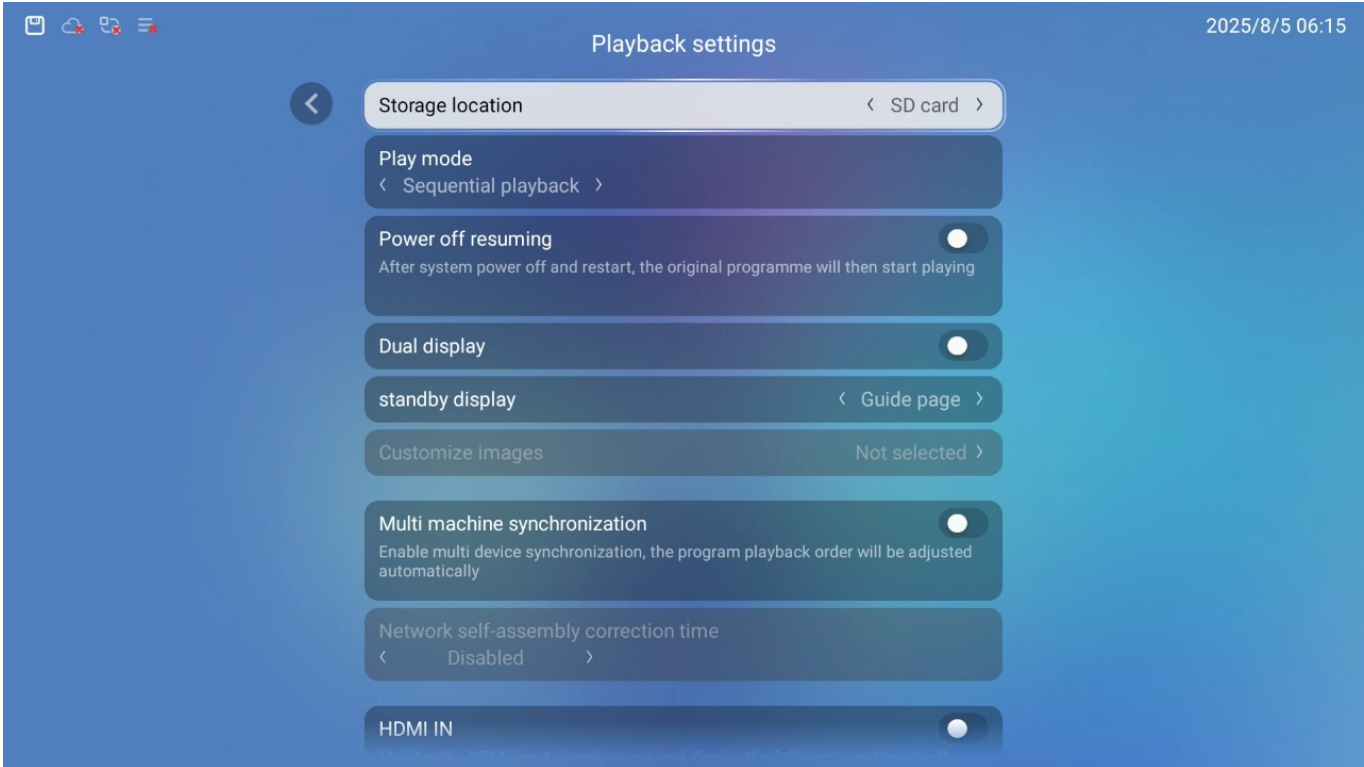 2025/8/5 06:15
Playback settings
Storage location
SD card
Play mode
Sequential playback
Power off resuming
After system power off and restart, the original programme will then start playing
Dual display
standby display
Guide page
Customize images
Not selected
Multi machine synchronization
Enable multi device synchronization, the program playback order will be adjusted
automatically
Network self-assembly correction time
Disabled
HDMI IN